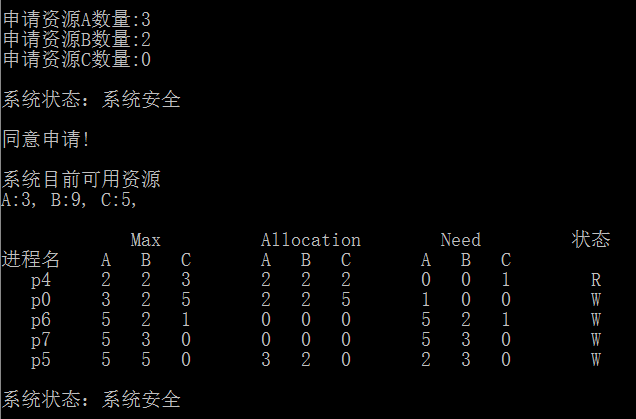 申请资源A数量:3
申请资源B数量:2
申请资源C数量:0
系统状态：系统安全
同意申请!
系统目前可用资源
A:3, B:9, C:5,
Max Allocation Need 状态
进程名 A B C A B C A B C
p4 2 2 3 2 2 2 0 0 1 R
p0 3 2 5 2 2 5 1 0 0 W
p6 5 2 1 0 0 0 5 2 1 W
p7 5 3 0 0 0 0 5 3 0 W
p5 5 5 0 3 2 0 2 3 0 W
系统状态：系统安全